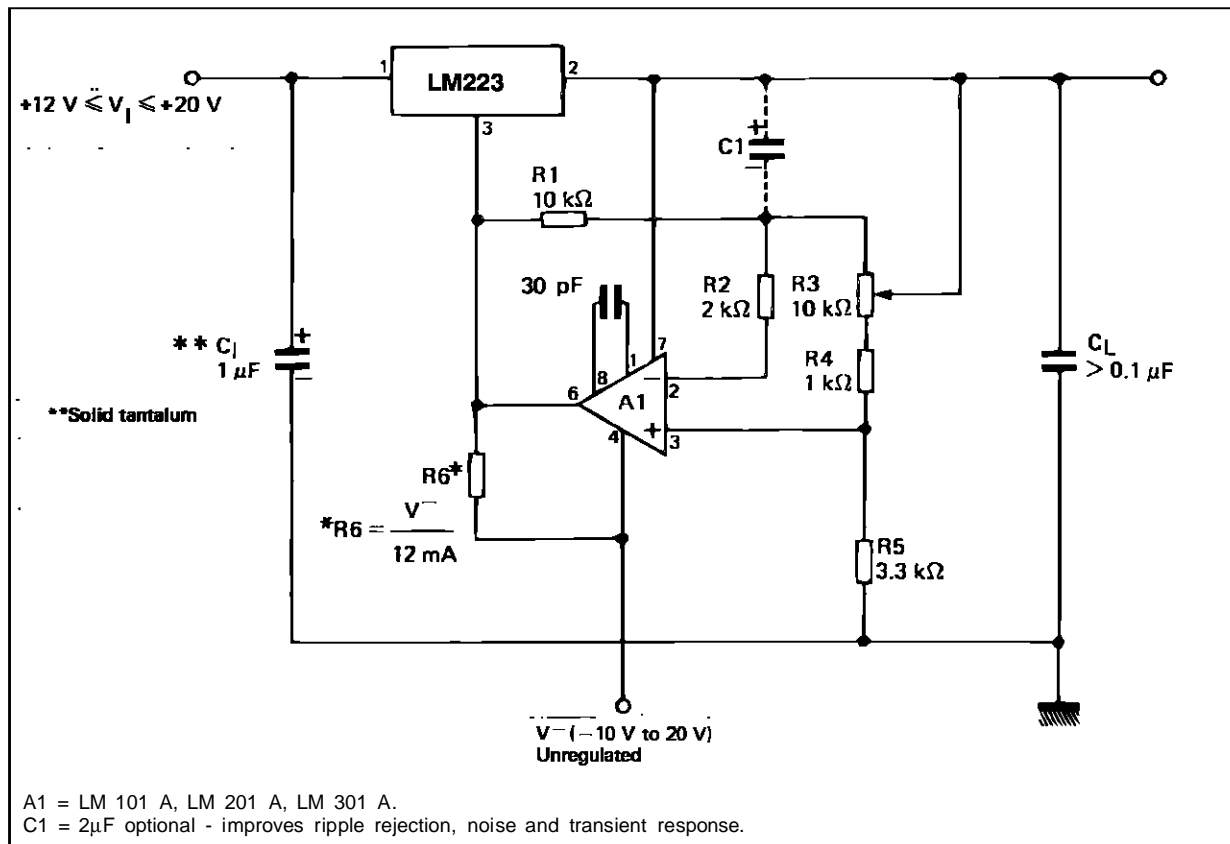 1
LM223
2
3
+12 V ⩽ V_I ⩽ +20 V
C1
+
−
R1
10 kΩ
30 pF
R2
2 kΩ
R3
10 kΩ
R4
1 kΩ
** C_I
1 µF
+
−
C_L
> 0.1 µF
7
1
8
−
2
6
A1
+
3
4
**Solid tantalum
R6*
*R6 = V⁻ / 12 mA
R5
3.3 kΩ
V⁻ (−10 V to 20 V)
Unregulated
A1 = LM 101 A, LM 201 A, LM 301 A.
C1 = 2µF optional - improves ripple rejection, noise and transient response.